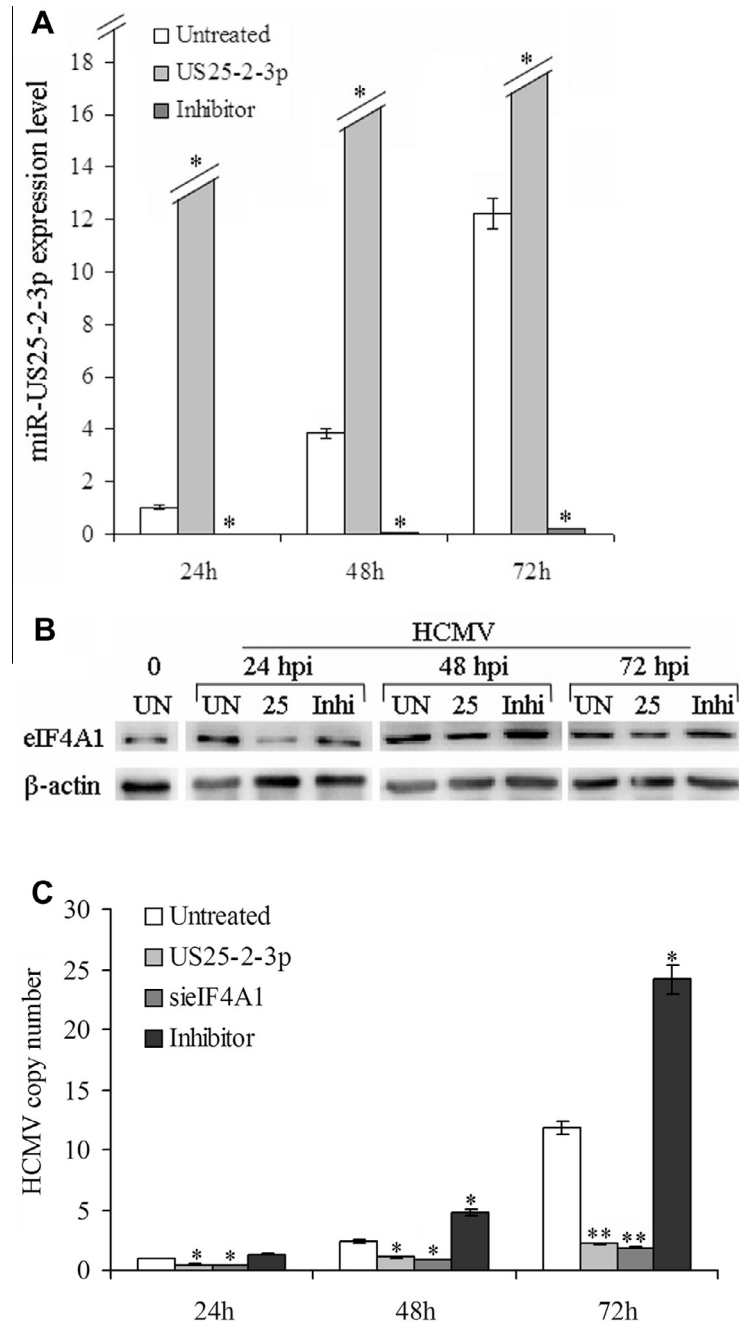 A
miR-US25-2-3p expression level
18
16
14
12
10
8
6
4
2
0
Untreated
US25-2-3p
Inhibitor
*
*
*
*
*
*
24h
48h
72h
B
HCMV
0
24 hpi
48 hpi
72 hpi
UN
UN
25
Inhi
UN
25
Inhi
UN
25
Inhi
eIF4A1
β-actin
C
HCMV copy number
30
25
20
15
10
5
0
Untreated
US25-2-3p
sieIF4A1
Inhibitor
*
*
*
*
*
**
**
*
24h
48h
72h